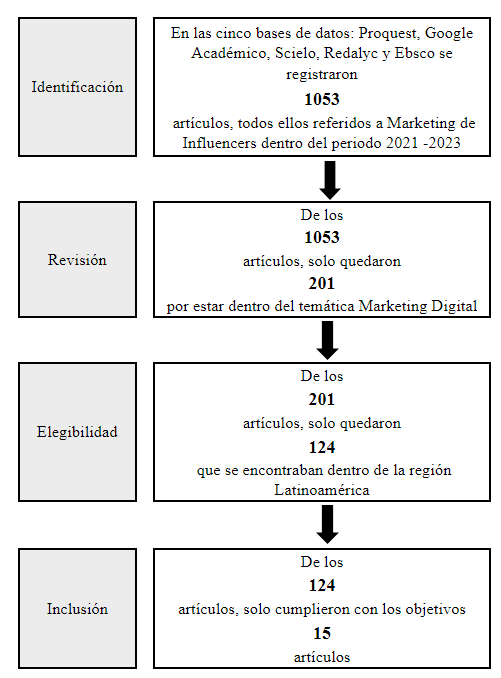 Identificación
En las cinco bases de datos: Proquest, Google
Académico, Scielo, Redalyc y Ebsco se
registraron
1053
artículos, todos ellos referidos a Marketing de
Influencers dentro del periodo 2021 -2023
Revisión
De los
1053
artículos, solo quedaron
201
por estar dentro del temática Marketing Digital
Elegibilidad
De los
201
artículos, solo quedaron
124
que se encontraban dentro de la región
Latinoamérica
Inclusión
De los
124
artículos, solo cumplieron con los objetivos
15
artículos